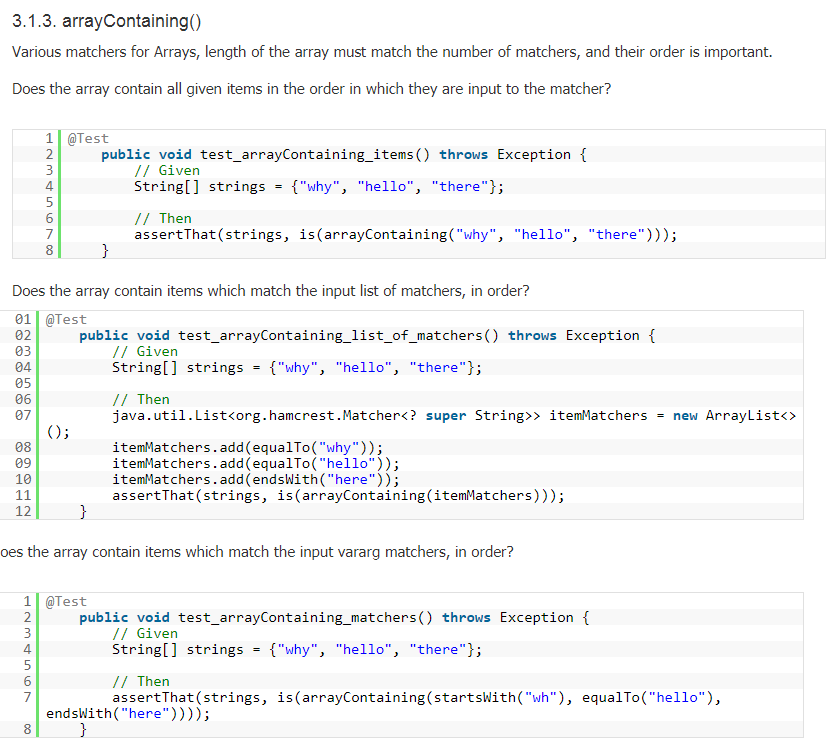 3.1.3. arrayContaining()
Various matchers for Arrays, length of the array must match the number of matchers, and their order is important.
Does the array contain all given items in the order in which they are input to the matcher?
1 @Test
2     public void test_arrayContaining_items() throws Exception {
3         // Given
4         String[] strings = {"why", "hello", "there"};
5
6         // Then
7         assertThat(strings, is(arrayContaining("why", "hello", "there")));
8     }
Does the array contain items which match the input list of matchers, in order?
01 @Test
02     public void test_arrayContaining_list_of_matchers() throws Exception {
03         // Given
04         String[] strings = {"why", "hello", "there"};
05
06         // Then
07         java.util.List<org.hamcrest.Matcher<? super String>> itemMatchers = new ArrayList<>
();
08         itemMatchers.add(equalTo("why"));
09         itemMatchers.add(equalTo("hello"));
10         itemMatchers.add(endsWith("here"));
11         assertThat(strings, is(arrayContaining(itemMatchers)));
12     }
oes the array contain items which match the input vararg matchers, in order?
1 @Test
2     public void test_arrayContaining_matchers() throws Exception {
3         // Given
4         String[] strings = {"why", "hello", "there"};
5
6         // Then
7         assertThat(strings, is(arrayContaining(startsWith("wh"), equalTo("hello"),
endsWith("here"))));
8     }